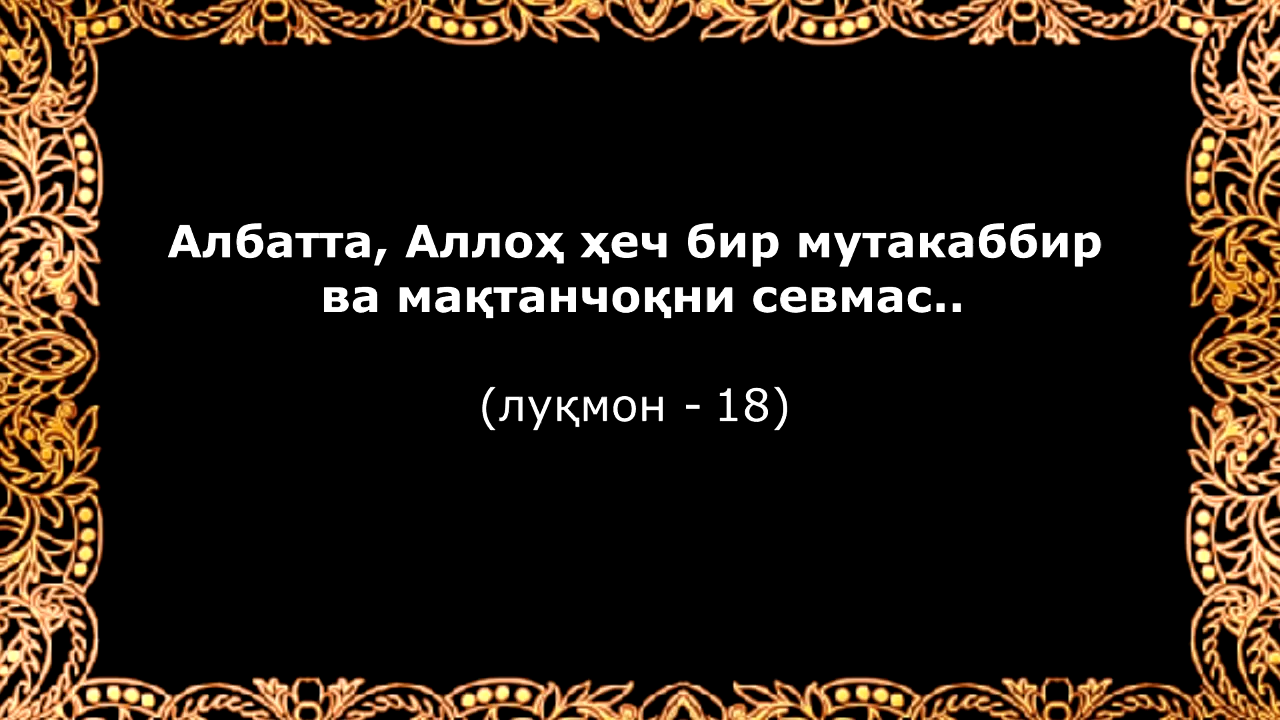 Албатта, Аллоҳ ҳеч бир мутакаббир
ва мақтанчоқни севмас..
(луқмон - 18)